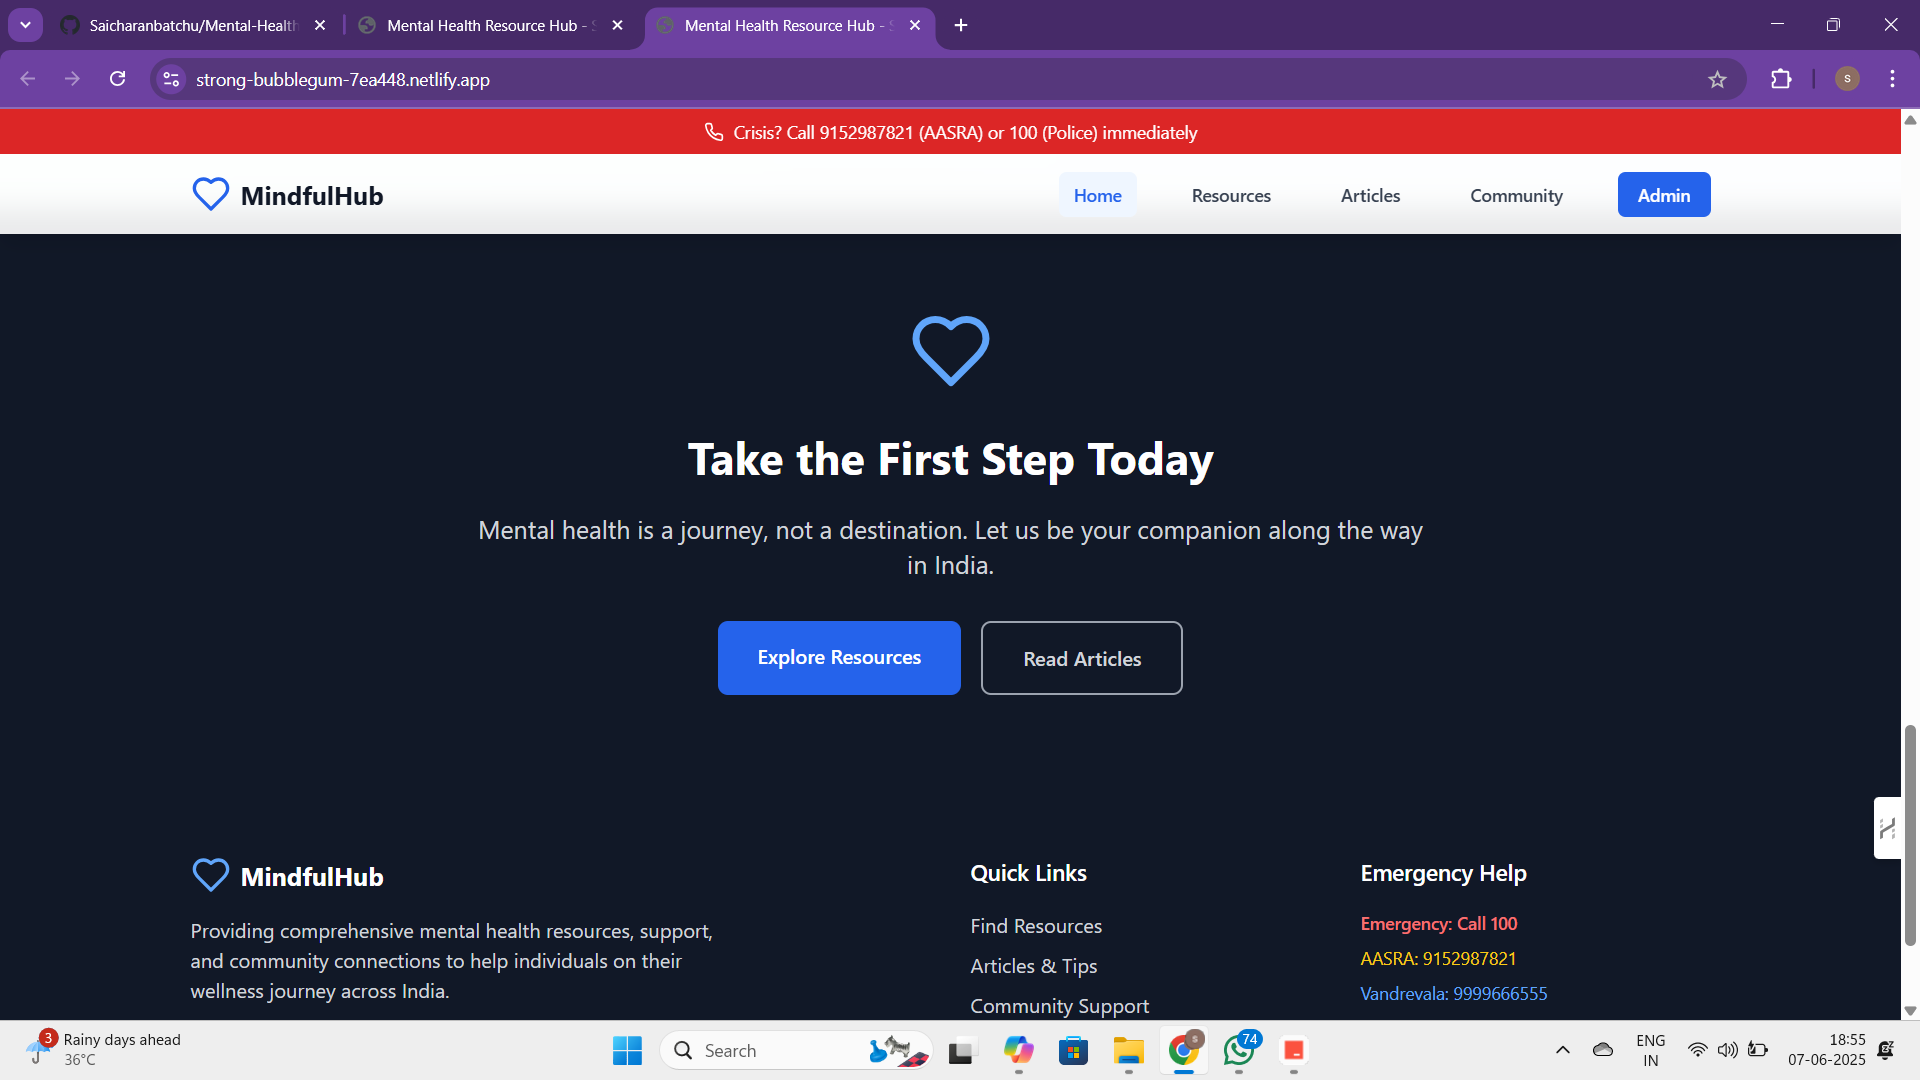 Saicharanbatchu/Mental-Health
Mental Health Resource Hub -
Mental Health Resource Hub -
strong-bubblegum-7ea448.netlify.app
S
Crisis? Call 9152987821 (AASRA) or 100 (Police) immediately
MindfulHub
Home
Resources
Articles
Community
Admin
Take the First Step Today
Mental health is a journey, not a destination. Let us be your companion along the way
in India.
Explore Resources
Read Articles
MindfulHub
Providing comprehensive mental health resources, support,
and community connections to help individuals on their
wellness journey across India.
Quick Links
Find Resources
Articles & Tips
Community Support
Emergency Help
Emergency: Call 100
AASRA: 9152987821
Vandrevala: 9999666555
3
Rainy days ahead
36°C
Search
S
74
ENG
IN
18:55
07-06-2025